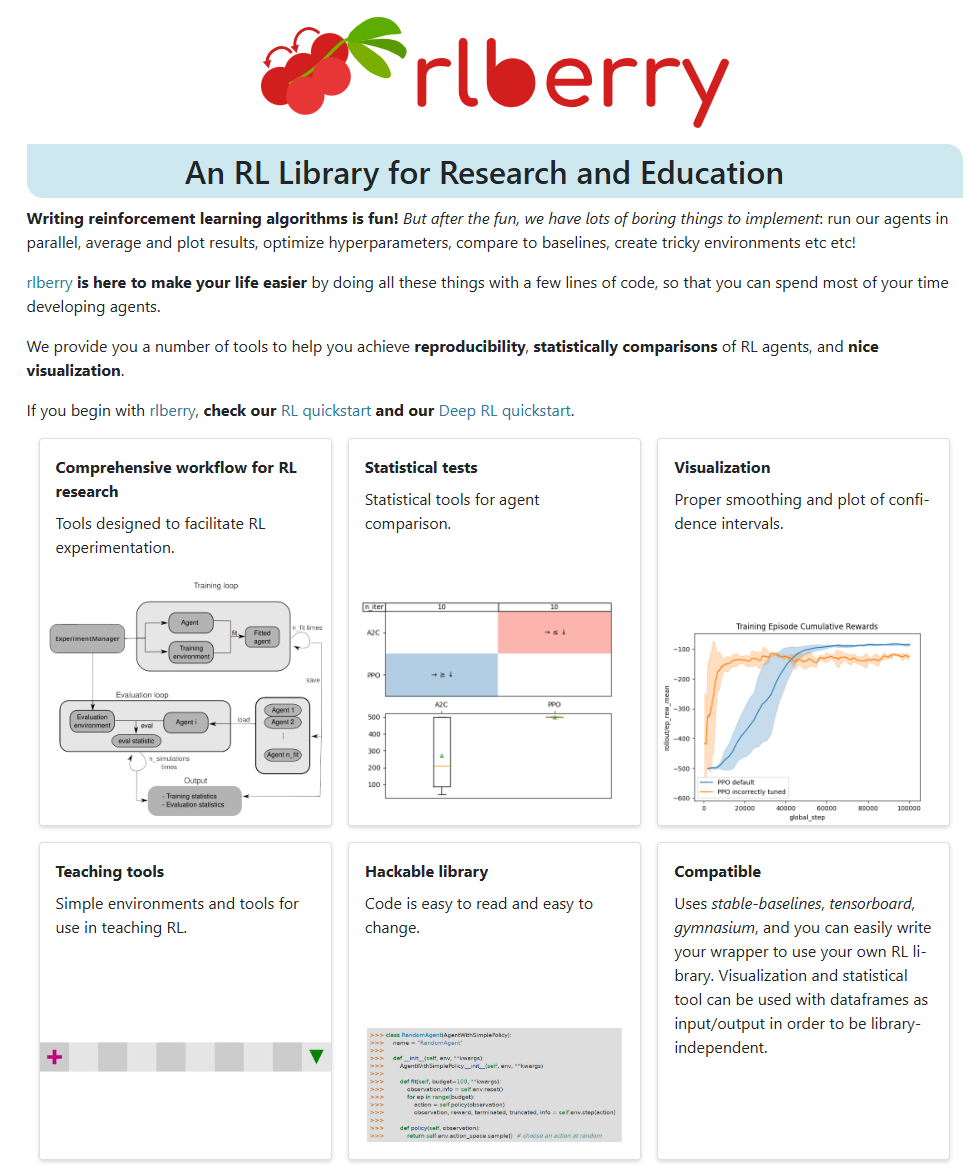 rlberry
An RL Library for Research and Education
Writing reinforcement learning algorithms is fun! But after the fun, we have lots of boring things to implement: run our agents in
parallel, average and plot results, optimize hyperparameters, compare to baselines, create tricky environments etc etc!
rlberry is here to make your life easier by doing all these things with a few lines of code, so that you can spend most of your time
developing agents.
We provide you a number of tools to help you achieve reproducibility, statistically comparisons of RL agents, and nice
visualization.
If you begin with rlberry, check our RL quickstart and our Deep RL quickstart.
Comprehensive workflow for RL
research
Tools designed to facilitate RL
experimentation.
Training loop
ExperimentManager
Agent
Training
environment
fit
Fitted
agent
n_fit times
save
Evaluation loop
Evaluation
environment
eval
Agent i
eval statistic
load
Agent 1
Agent 2
Agent n_fit
n_simulations
times
Output
- Training statistics
- Evaluation statistics
Statistical tests
Statistical tools for agent
comparison.
n_iter 10 10
A2C → ≤ ↓
PPO → ≥ ↓
A2C PPO
500
400
300
200
100
Visualization
Proper smoothing and plot of confi-
dence intervals.
Training Episode Cumulative Rewards
rollout/ep_rew_mean
−100
−200
−300
−400
−500
−600
PPO default
PPO incorrectly tuned
0 20000 40000 60000 80000 100000
global_step
Teaching tools
Simple environments and tools for
use in teaching RL.
Hackable library
Code is easy to read and easy to
change.
>>> class RandomAgent(AgentWithSimplePolicy):
>>> name = "RandomAgent"
>>>
>>> def __init__(self, env, **kwargs):
>>> AgentWithSimplePolicy.__init__(self, env, **kwargs)
>>>
>>> def fit(self, budget=100, **kwargs):
>>> observation,info = self.env.reset()
>>> for ep in range(budget):
>>> action = self.policy(observation)
>>> observation, reward, terminated, truncated, info = self.env.step(action)
>>>
>>> def policy(self, observation):
>>> return self.env.action_space.sample() # choose an action at random
Compatible
Uses stable-baselines, tensorboard,
gymnasium, and you can easily write
your wrapper to use your own RL li-
brary. Visualization and statistical
tool can be used with dataframes as
input/output in order to be library-
independent.